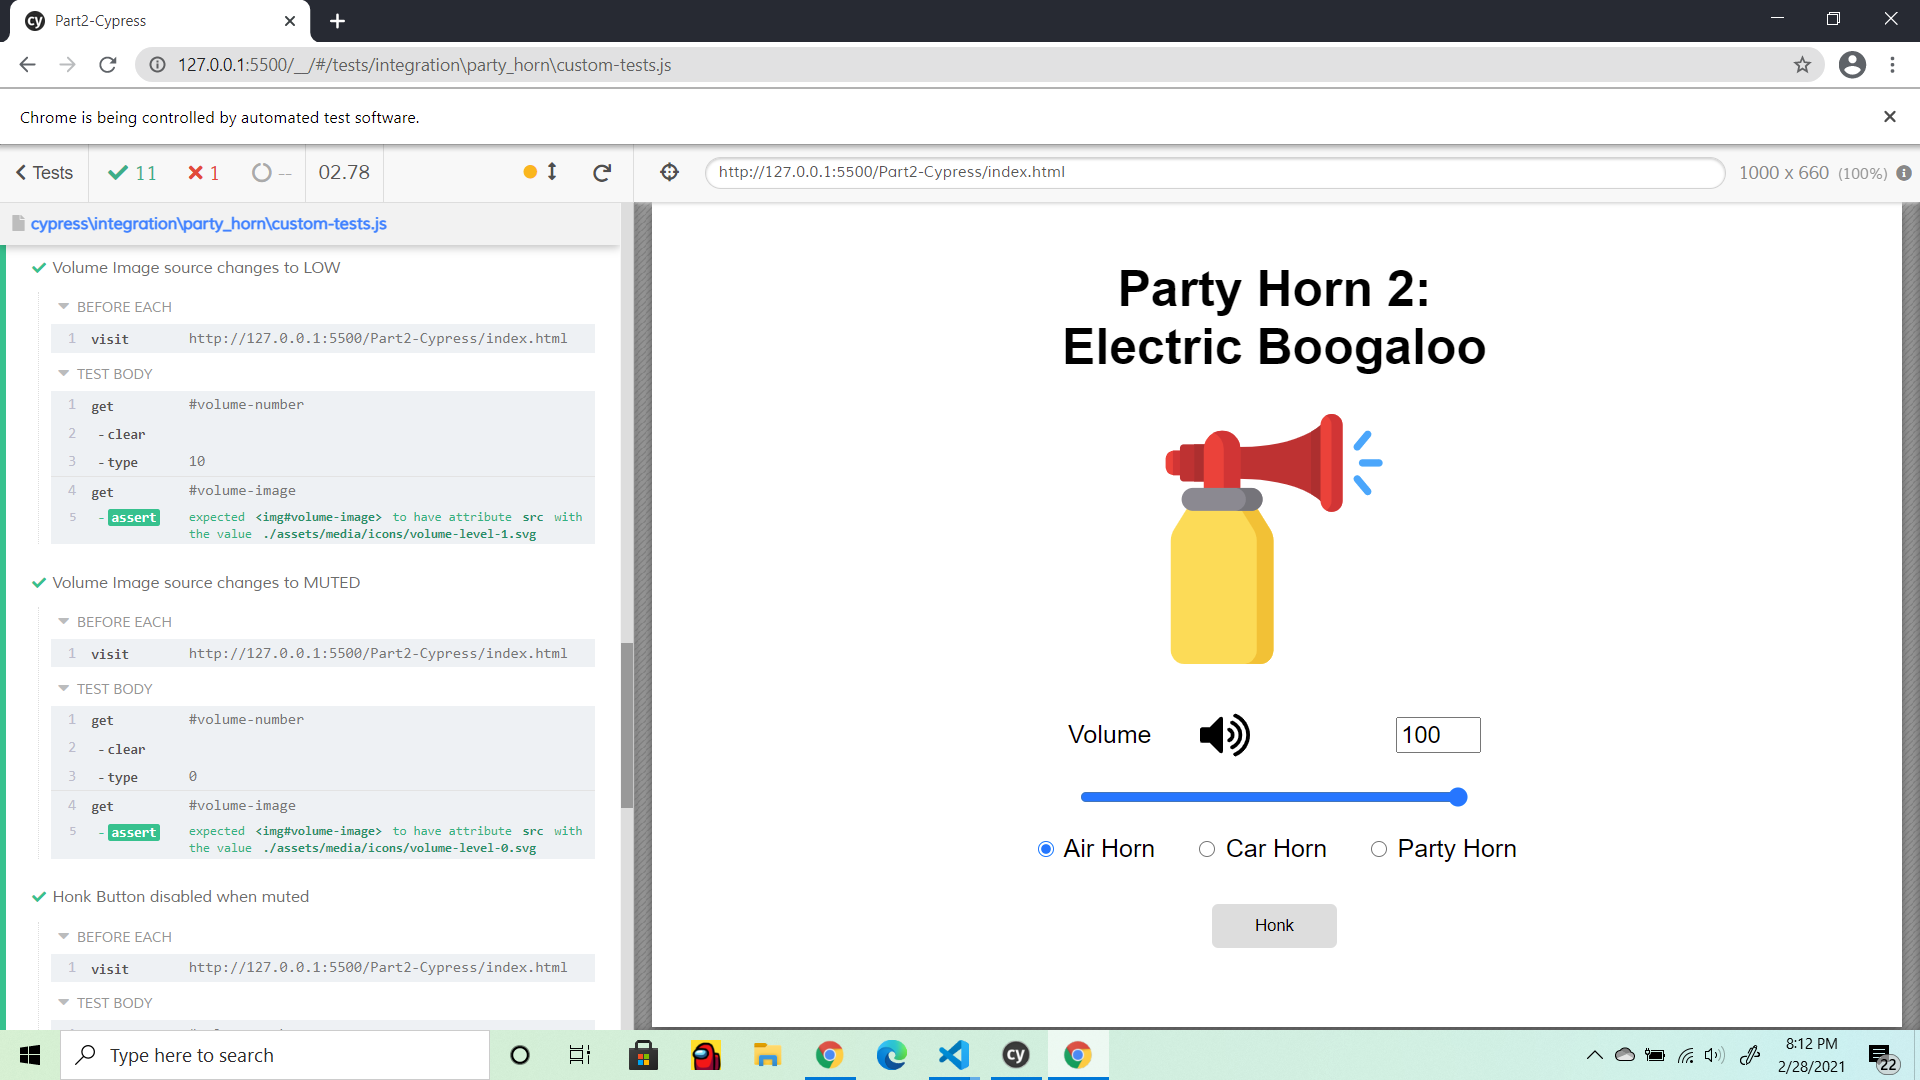 cy Part2-Cypress
127.0.0.1:5500/__/#/tests/integration\party_horn\custom-tests.js
Chrome is being controlled by automated test software.
Tests
11
1
--
02.78
http://127.0.0.1:5500/Part2-Cypress/index.html
1000 x 660 (100%)
cypress\integration\party_horn\custom-tests.js
Volume Image source changes to LOW
BEFORE EACH
1 visit http://127.0.0.1:5500/Part2-Cypress/index.html
TEST BODY
1 get #volume-number
2 -clear
3 -type 10
4 get #volume-image
5 -assert expected <img#volume-image> to have attribute src with
the value ./assets/media/icons/volume-level-1.svg
Volume Image source changes to MUTED
BEFORE EACH
1 visit http://127.0.0.1:5500/Part2-Cypress/index.html
TEST BODY
1 get #volume-number
2 -clear
3 -type 0
4 get #volume-image
5 -assert expected <img#volume-image> to have attribute src with
the value ./assets/media/icons/volume-level-0.svg
Honk Button disabled when muted
BEFORE EACH
1 visit http://127.0.0.1:5500/Part2-Cypress/index.html
TEST BODY
Party Horn 2:
Electric Boogaloo
Volume
100
Air Horn
Car Horn
Party Horn
Honk
Type here to search
cy
8:12 PM
2/28/2021
22